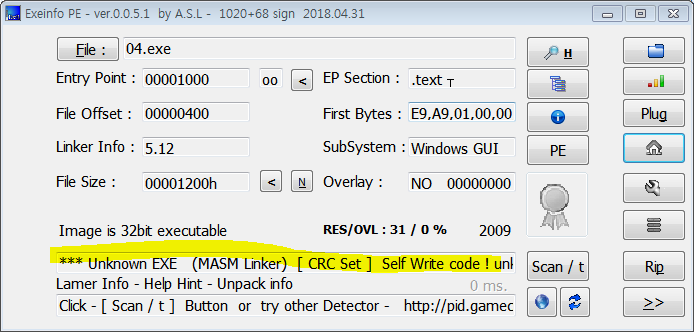 Exeinfo PE - ver.0.0.5.1 by A.S.L - 1020+68 sign 2018.04.31
File : 04.exe H
Entry Point : 00001000 oo < EP Section : .text
File Offset : 00000400 First Bytes : E9,A9,01,00,00 Plug
Linker Info : 5.12 SubSystem : Windows GUI PE
File Size : 00001200h < N Overlay : NO 00000000
Image is 32bit executable RES/OVL : 31 / 0 % 2009
*** Unknown EXE (MASM Linker) [ CRC Set ] Self Write code ! unk Scan / t Rip
Lamer Info - Help Hint - Unpack info 0 ms.
Click - [ Scan / t ] Button or try other Detector - http://pid.gamec >>